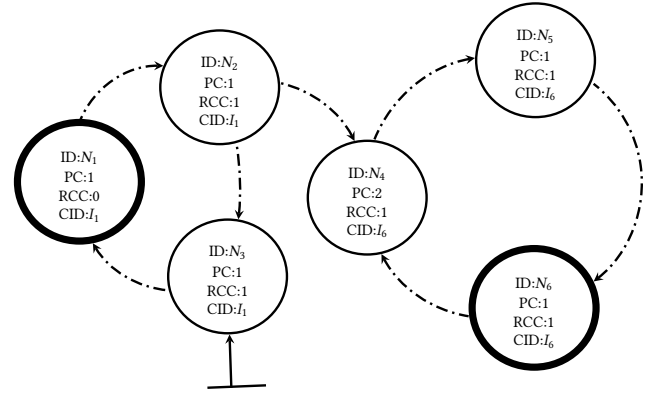 ID:N₁
PC:1
RCC:0
CID:I₁
ID:N₂
PC:1
RCC:1
CID:I₁
ID:N₃
PC:1
RCC:1
CID:I₁
ID:N₄
PC:2
RCC:1
CID:I₆
ID:N₅
PC:1
RCC:1
CID:I₆
ID:N₆
PC:1
RCC:1
CID:I₆